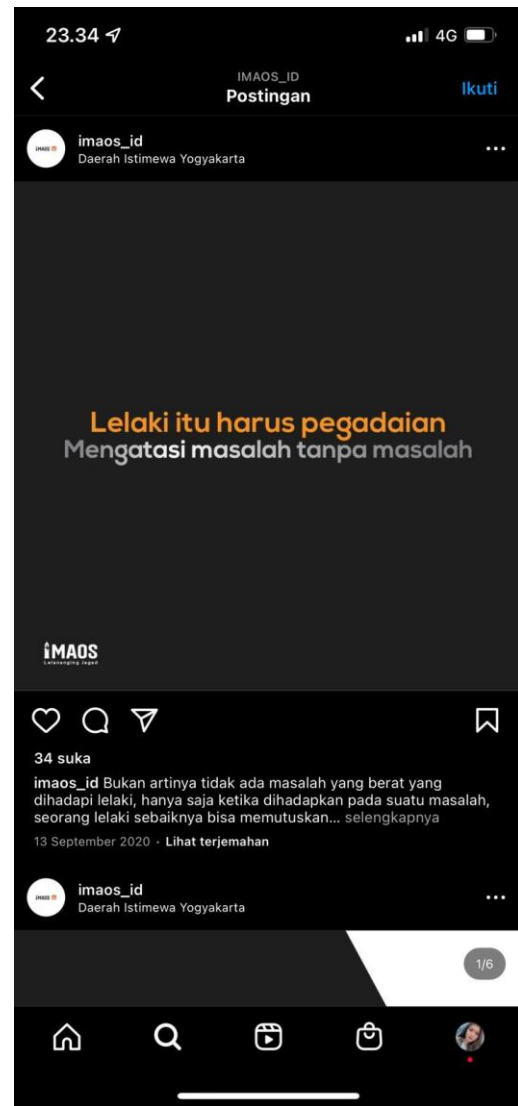 23.34
4G
IMAOS_ID
Postingan
Ikuti
imaos_id
Daerah Istimewa Yogyakarta
Lelaki itu harus pegadaian
Mengatasi masalah tanpa masalah
iMAOS
Lelananging Jagad
34 suka
imaos_id Bukan artinya tidak ada masalah yang berat yang
dihadapi lelaki, hanya saja ketika dihadapkan pada suatu masalah,
seorang lelaki sebaiknya bisa memutuskan... selengkapnya
13 September 2020 · Lihat terjemahan
imaos_id
Daerah Istimewa Yogyakarta
1/6